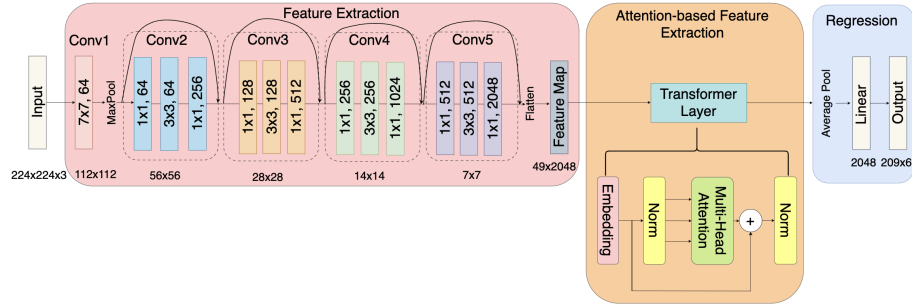 Feature Extraction
Attention-based Feature
Extraction
Regression
Conv1
Conv2
Conv3
Conv4
Conv5
Input
7x7, 64
MaxPool
1x1, 64
3x3, 64
1x1, 256
1x1, 128
3x3, 128
1x1, 512
1x1, 256
3x3, 256
1x1, 1024
1x1, 512
3x3, 512
1x1, 2048
Flatten
Feature Map
Transformer
Layer
Average Pool
Linear
Output
224x224x3
112x112
56x56
28x28
14x14
7x7
49x2048
2048
209x6
Embedding
Norm
Multi-Head
Attention
+
Norm